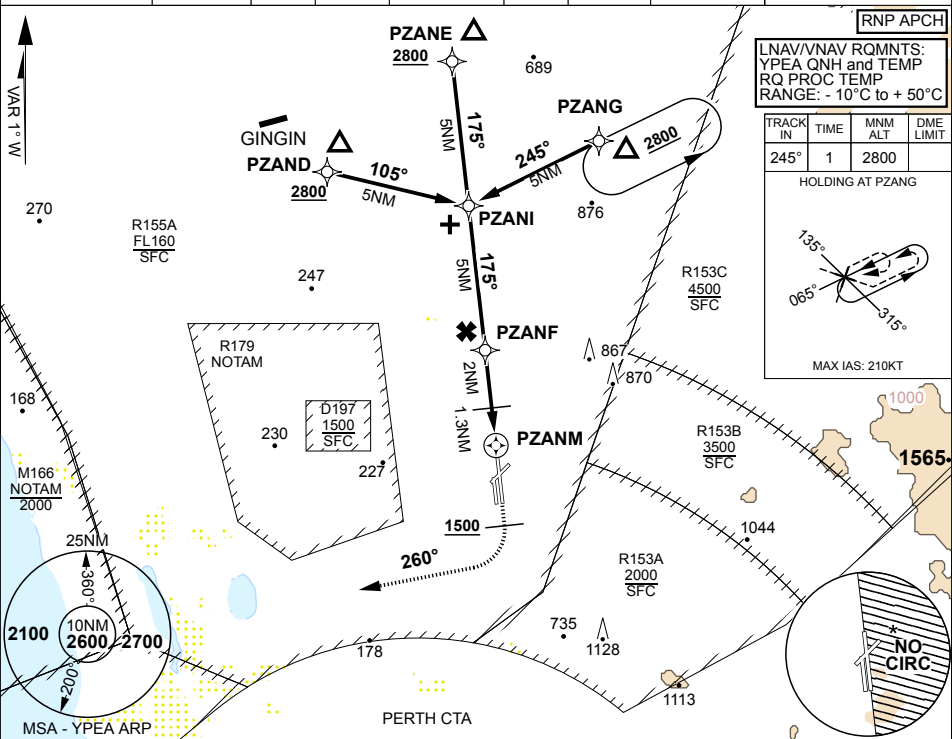 RNP APCH
LNAV/VNAV RQMNTS:
YPEA QNH and TEMP
RQ PROC TEMP
RANGE: - 10°C to + 50°C
TRACK IN TIME MNM ALT DME LIMIT
245° 1 2800
HOLDING AT PZANG
135°
065°
315°
MAX IAS: 210KT
VAR 1° W
PZANE
2800
689
175°
5NM
PZANG
2800
245°
5NM
GINGIN
PZAND
2800
105°
5NM
PZANI
876
270
R155A
FL160
SFC
247
175°
5NM
R153C
4500
SFC
PZANF
R179
NOTAM
867
870
2NM
1.3NM
168
D197
1500
SFC
230
227
PZANM
R153B
3500
SFC
1000
1565
M166
NOTAM
2000
1500
260°
1044
R153A
2000
SFC
25NM
360°
10NM
2100
2600
2700
200°
MSA - YPEA ARP
178
735
1128
1113
PERTH CTA
*
NO
CIRC